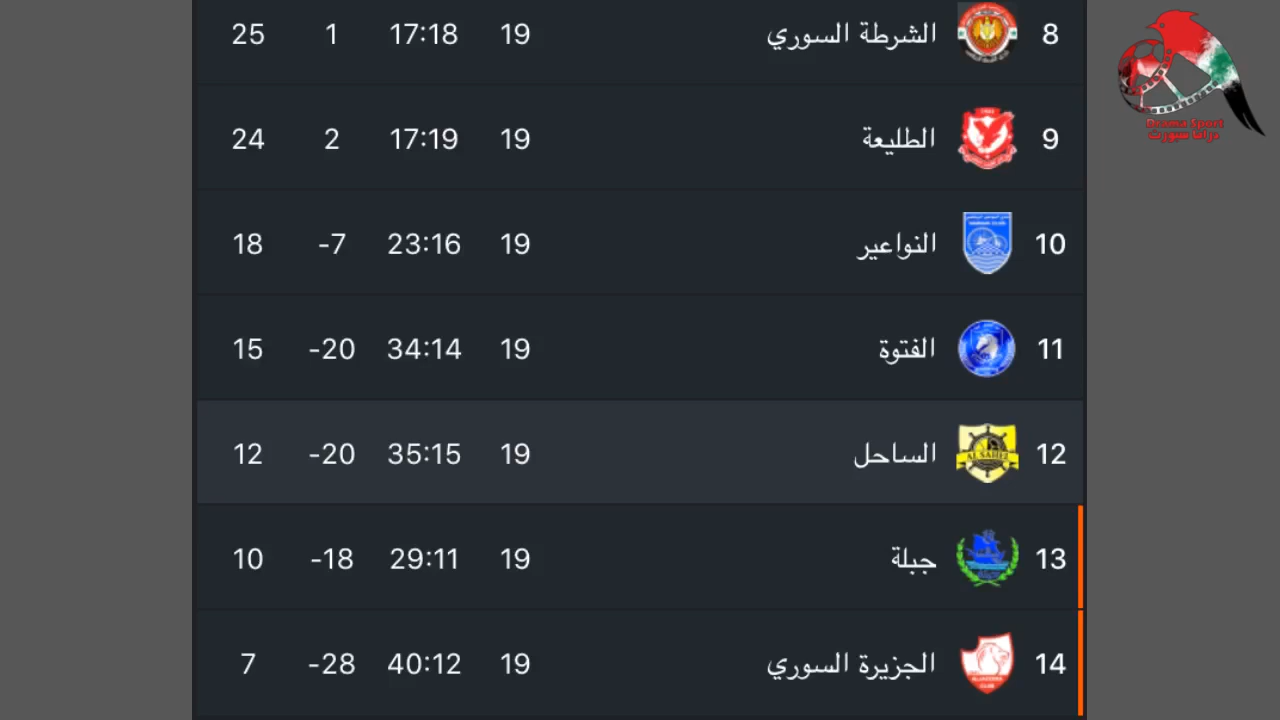 8 الشرطة السوري 19 17:18 1 25
9 الطليعة 19 17:19 2 24
10 النواعير 19 23:16 -7 18
11 الفتوة 19 34:14 -20 15
12 الساحل 19 35:15 -20 12
13 جبلة 19 29:11 -18 10
14 الجزيرة السوري 19 40:12 -28 7
Drama Sport
دراما سبورت
AL SAHEL